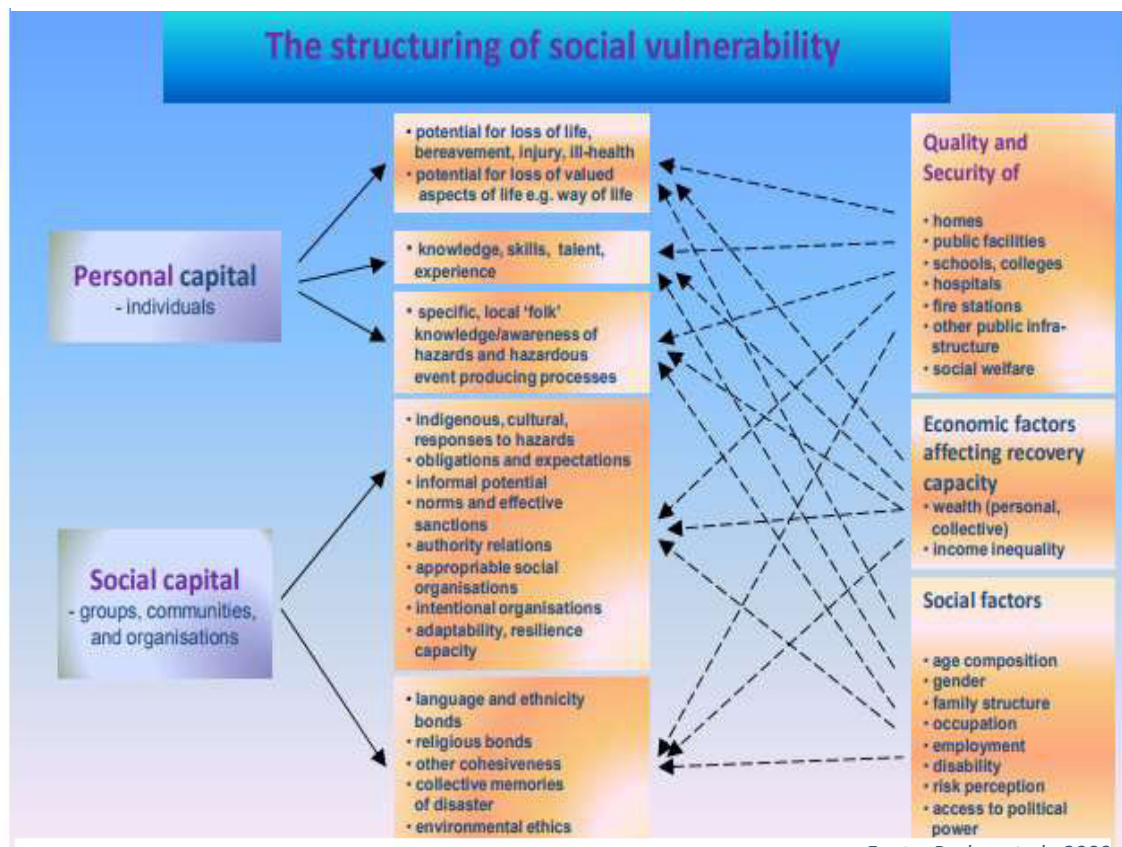 The structuring of social vulnerability
Personal capital
- individuals
Social capital
- groups, communities,
and organisations
• potential for loss of life,
bereavement, injury, ill-health
• potential for loss of valued
aspects of life e.g. way of life
• knowledge, skills, talent,
experience
• specific, local ‘folk’
knowledge/awareness of
hazards and hazardous
event producing processes
• indigenous, cultural,
responses to hazards
• obligations and expectations
• informal potential
• norms and effective
sanctions
• authority relations
• appropriable social
organisations
• intentional organisations
• adaptability, resilience
capacity
• language and ethnicity
bonds
• religious bonds
• other cohesiveness
• collective memories
of disaster
• environmental ethics
Quality and
Security of
• homes
• public facilities
• schools, colleges
• hospitals
• fire stations
• other public infra-
structure
• social welfare
Economic factors
affecting recovery
capacity
• wealth (personal,
collective)
• income inequality
Social factors
• age composition
• gender
• family structure
• occupation
• employment
• disability
• risk perception
• access to political
power